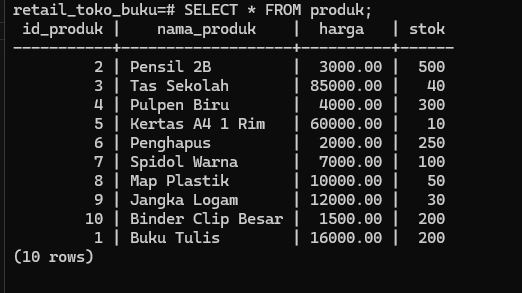 retail_toko_buku=# SELECT * FROM produk;
 id_produk |    nama_produk    |  harga   | stok
-----------+-------------------+----------+------
         2 | Pensil 2B         |  3000.00 |  500
         3 | Tas Sekolah       | 85000.00 |   40
         4 | Pulpen Biru       |  4000.00 |  300
         5 | Kertas A4 1 Rim   | 60000.00 |   10
         6 | Penghapus         |  2000.00 |  250
         7 | Spidol Warna      |  7000.00 |  100
         8 | Map Plastik       | 10000.00 |   50
         9 | Jangka Logam      | 12000.00 |   30
        10 | Binder Clip Besar |  1500.00 |  200
         1 | Buku Tulis        | 16000.00 |  200
(10 rows)